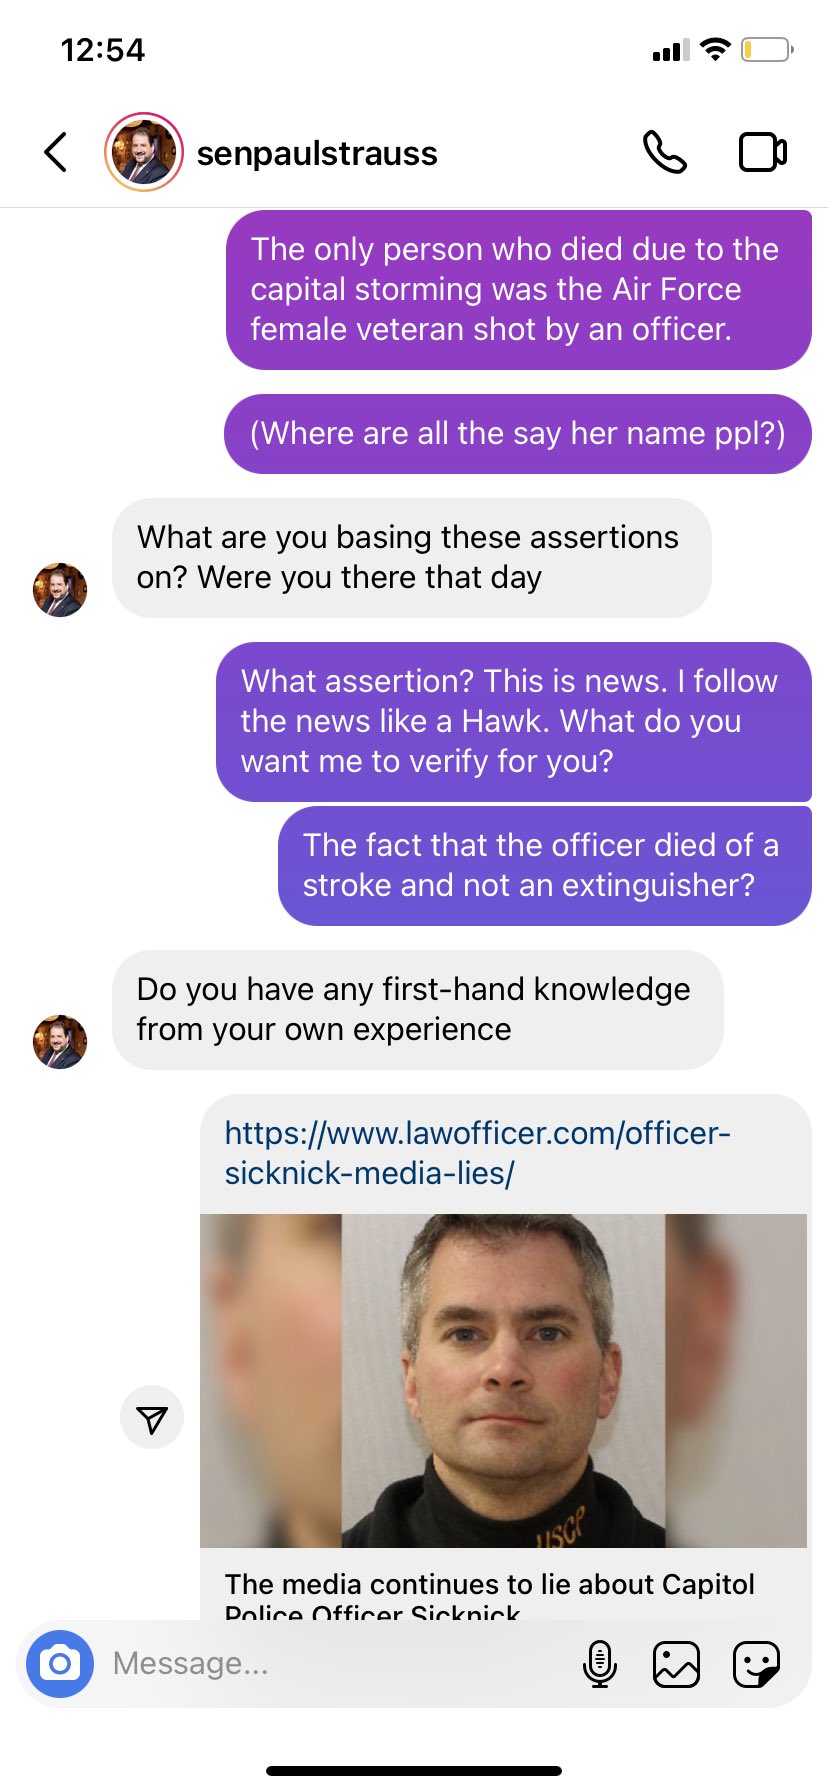 12:54
senpaulstrauss
The only person who died due to the
capital storming was the Air Force
female veteran shot by an officer.
(Where are all the say her name ppl?)
What are you basing these assertions
on? Were you there that day
What assertion? This is news. I follow
the news like a Hawk. What do you
want me to verify for you?
The fact that the officer died of a
stroke and not an extinguisher?
Do you have any first-hand knowledge
from your own experience
https://www.lawofficer.com/officer-
sicknick-media-lies/
USCP
The media continues to lie about Capitol
Police Officer Sicknick
Message...